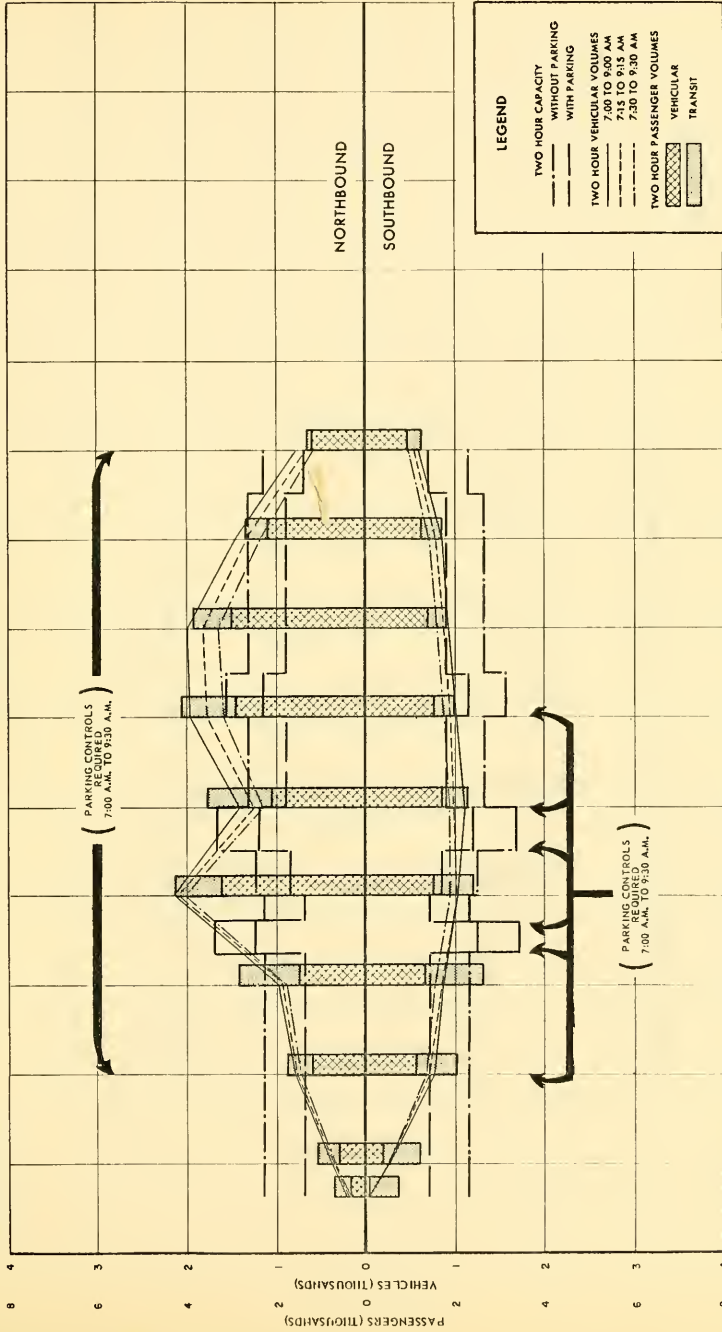 8
6
4
2
0
2
4
6
8
PASSENGERS (THOUSANDS)
4
3
2
1
0
1
2
3
4
VEHICLES (THOUSANDS)
( PARKING CONTROLS
REQUIRED
7:00 A.M. TO 9:30 A.M. )
NORTHBOUND
SOUTHBOUND
( PARKING CONTROLS
REQUIRED
7:00 A.M. TO 9:30 A.M. )
LEGEND
TWO HOUR CAPACITY
WITHOUT PARKING
WITH PARKING
TWO HOUR VEHICULAR VOLUMES
7:00 TO 9:00 AM
7:15 TO 9:15 AM
7:30 TO 9:30 AM
TWO HOUR PASSENGER VOLUMES
VEHICULAR
TRANSIT